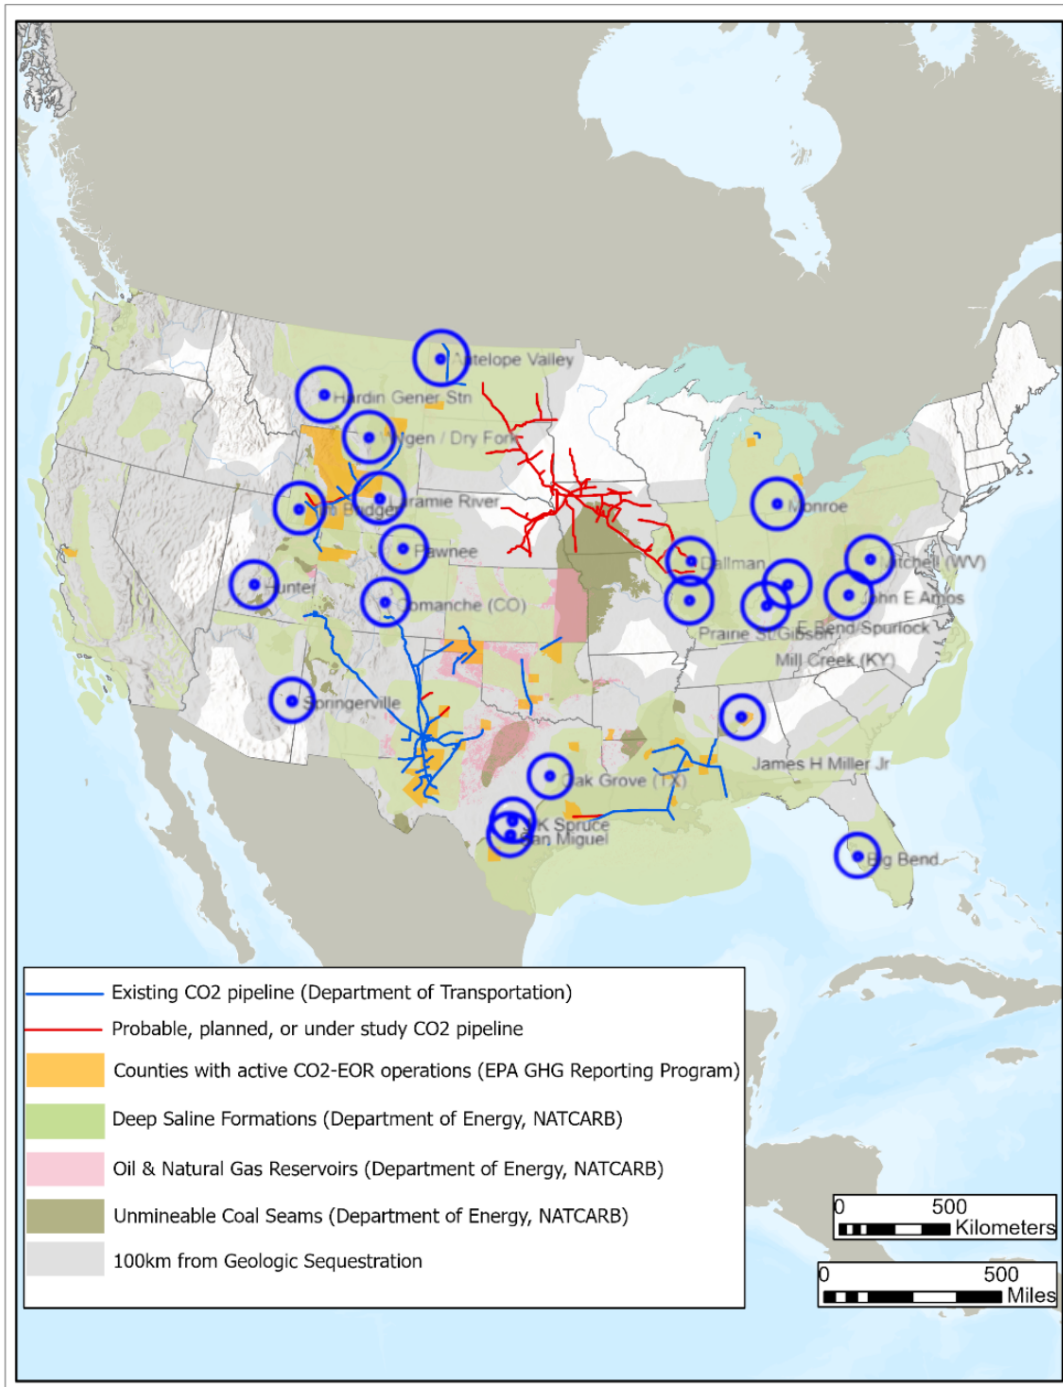 Antelope Valley
Hardin Gener Stn
Wygen / Dry Fork
Laramie River
Jim Bridger
Monroe
Pawnee
Dallman
Mitchell (WV)
Hunter
John E Amos
Comanche (CO)
E Bend/Spurlock
Prairie St Gibson
Mill Creek (KY)
Springerville
James H Miller Jr
Oak Grove (TX)
J K Spruce
San Miguel
Big Bend
Existing CO2 pipeline (Department of Transportation)
Probable, planned, or under study CO2 pipeline
Counties with active CO2-EOR operations (EPA GHG Reporting Program)
Deep Saline Formations (Department of Energy, NATCARB)
Oil & Natural Gas Reservoirs (Department of Energy, NATCARB)
Unmineable Coal Seams (Department of Energy, NATCARB)
100km from Geologic Sequestration
0 500
Kilometers
0 500
Miles